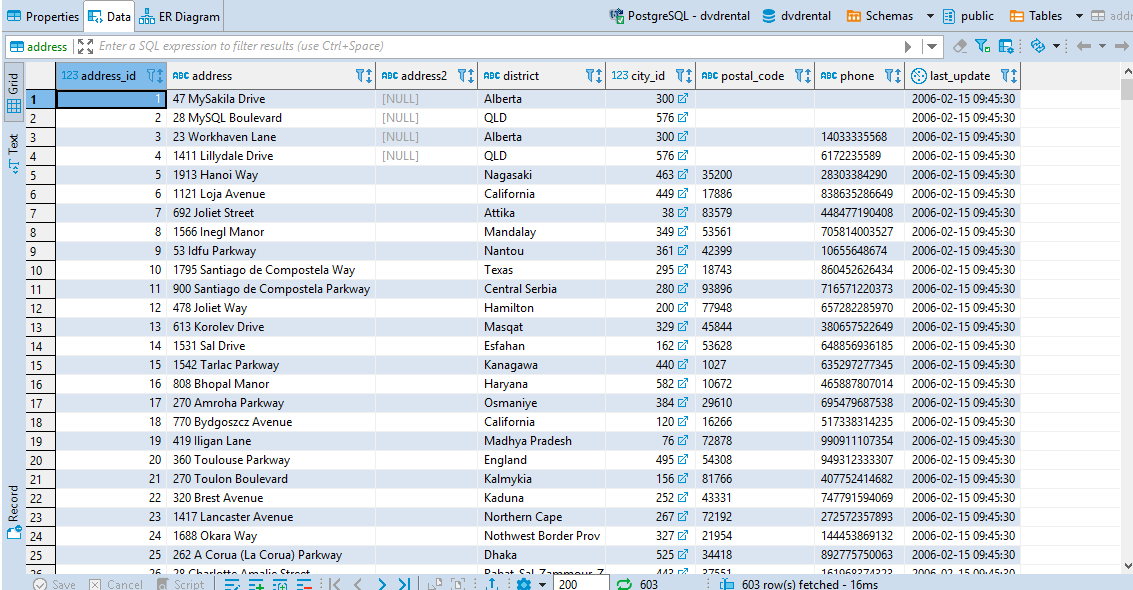 Properties Data ER Diagram PostgreSQL - dvdrental dvdrental Schemas public Tables addr
address Enter a SQL expression to filter results (use Ctrl+Space)
Grid
Text
Record
123 address_id ABC address ABC address2 ABC district 123 city_id ABC postal_code ABC phone last_update
1 1 47 MySakila Drive [NULL] Alberta 300 2006-02-15 09:45:30
2 2 28 MySQL Boulevard [NULL] QLD 576 2006-02-15 09:45:30
3 3 23 Workhaven Lane [NULL] Alberta 300 14033335568 2006-02-15 09:45:30
4 4 1411 Lillydale Drive [NULL] QLD 576 6172235589 2006-02-15 09:45:30
5 5 1913 Hanoi Way Nagasaki 463 35200 28303384290 2006-02-15 09:45:30
6 6 1121 Loja Avenue California 449 17886 838635286649 2006-02-15 09:45:30
7 7 692 Joliet Street Attika 38 83579 448477190408 2006-02-15 09:45:30
8 8 1566 Inegl Manor Mandalay 349 53561 705814003527 2006-02-15 09:45:30
9 9 53 Idfu Parkway Nantou 361 42399 10655648674 2006-02-15 09:45:30
10 10 1795 Santiago de Compostela Way Texas 295 18743 860452626434 2006-02-15 09:45:30
11 11 900 Santiago de Compostela Parkway Central Serbia 280 93896 716571220373 2006-02-15 09:45:30
12 12 478 Joliet Way Hamilton 200 77948 657282285970 2006-02-15 09:45:30
13 13 613 Korolev Drive Masqat 329 45844 380657522649 2006-02-15 09:45:30
14 14 1531 Sal Drive Esfahan 162 53628 648856936185 2006-02-15 09:45:30
15 15 1542 Tarlac Parkway Kanagawa 440 1027 635297277345 2006-02-15 09:45:30
16 16 808 Bhopal Manor Haryana 582 10672 465887807014 2006-02-15 09:45:30
17 17 270 Amroha Parkway Osmaniye 384 29610 695479687538 2006-02-15 09:45:30
18 18 770 Bydgoszcz Avenue California 120 16266 517338314235 2006-02-15 09:45:30
19 19 419 Iligan Lane Madhya Pradesh 76 72878 990911107354 2006-02-15 09:45:30
20 20 360 Toulouse Parkway England 495 54308 949312333307 2006-02-15 09:45:30
21 21 270 Toulon Boulevard Kalmykia 156 81766 407752414682 2006-02-15 09:45:30
22 22 320 Brest Avenue Kaduna 252 43331 747791594069 2006-02-15 09:45:30
23 23 1417 Lancaster Avenue Northern Cape 267 72192 272572357893 2006-02-15 09:45:30
24 24 1688 Okara Way Nothwest Border Prov 327 21954 144453869132 2006-02-15 09:45:30
25 25 262 A Corua (La Corua) Parkway Dhaka 525 34418 892775750063 2006-02-15 09:45:30
26 26 28 Charlotte Amalie Street Rabat-Sal-Zammour-Z 443 37551 161968374323 2006-02-15 09:45:30
Save Cancel Script 200 603 603 row(s) fetched - 16ms